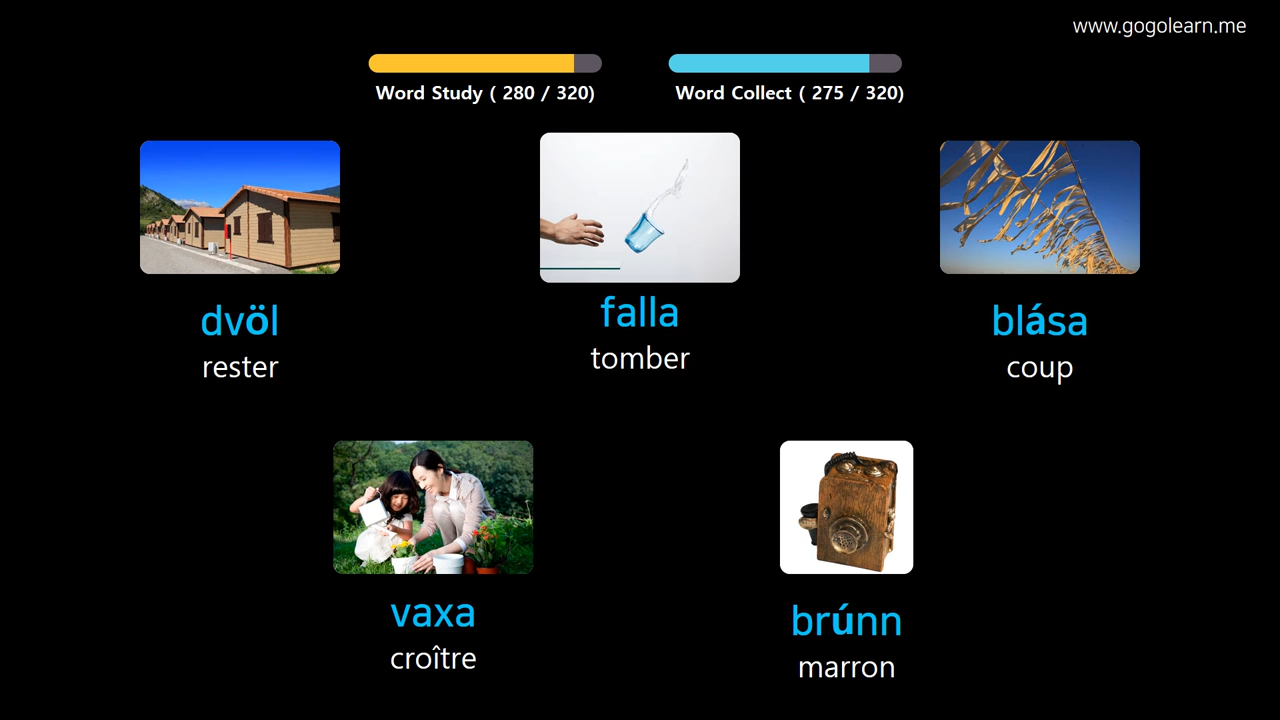 www.gogolearn.me
Word Study ( 280 / 320)
Word Collect ( 275 / 320)
dvöl
rester
falla
tomber
blása
coup
vaxa
croître
brúnn
marron